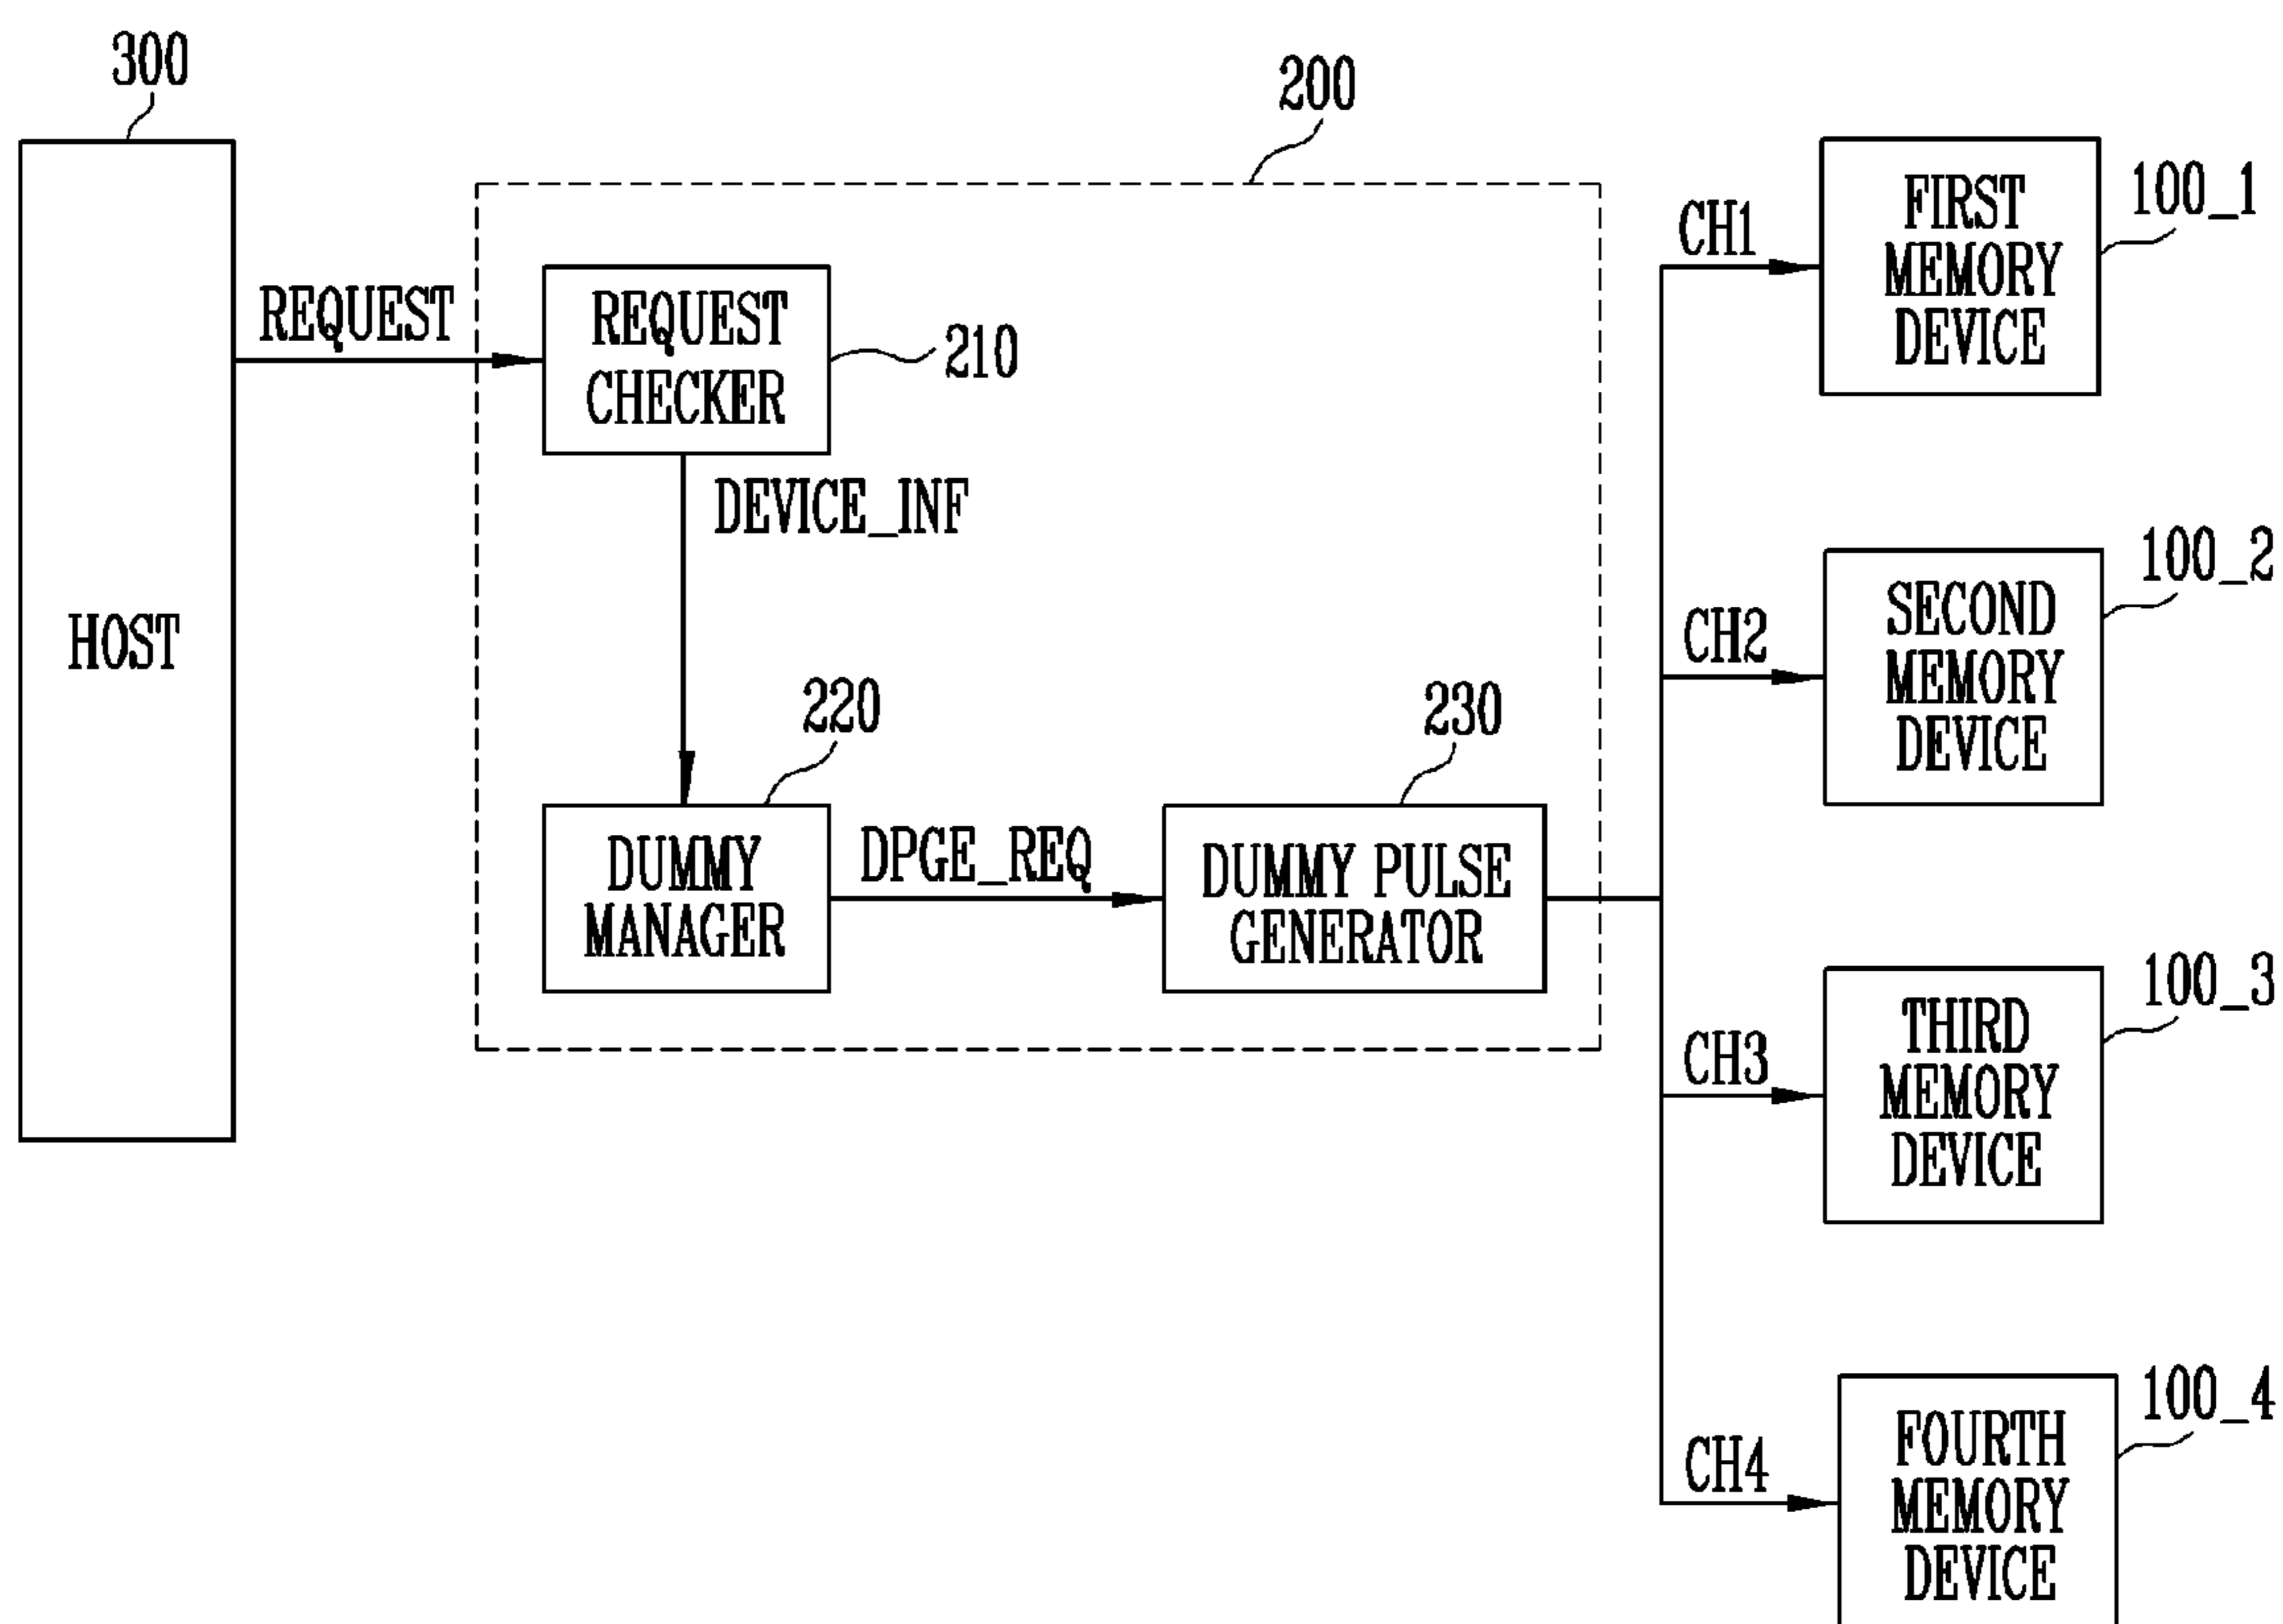 300
HOST
REQUEST
200
REQUEST
CHECKER
210
DEVICE_INF
220
DUMMY
MANAGER
DPGE_REQ
230
DUMMY PULSE
GENERATOR
CH1
FIRST
MEMORY
DEVICE
100_1
CH2
SECOND
MEMORY
DEVICE
100_2
CH3
THIRD
MEMORY
DEVICE
100_3
CH4
FOURTH
MEMORY
DEVICE
100_4